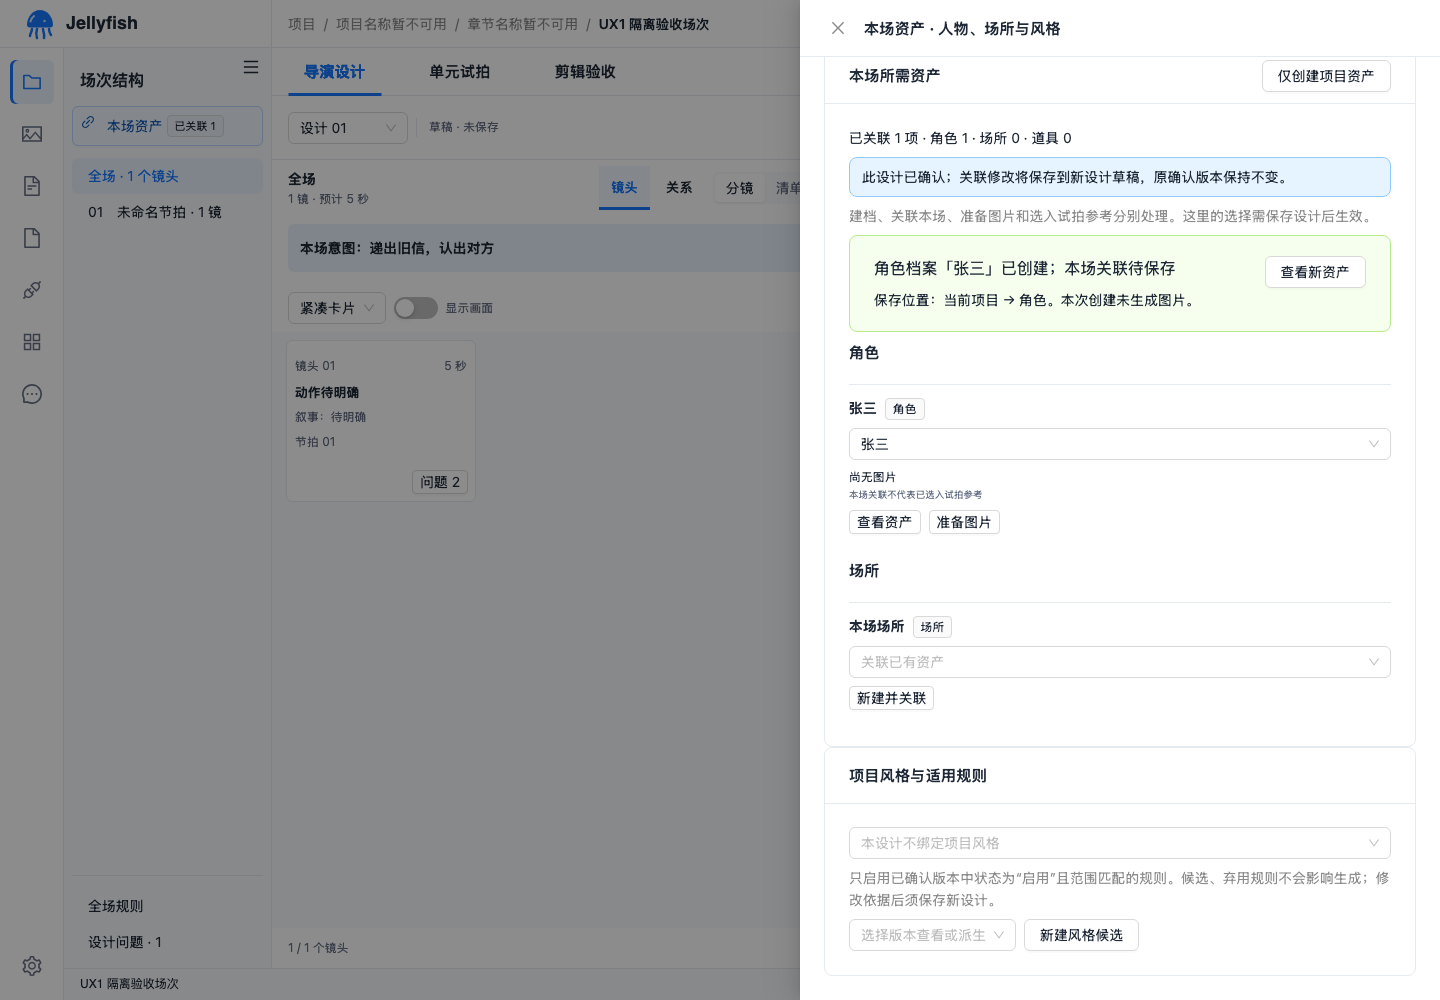 Jellyfish
项目 / 项目名称暂不可用 / 章节名称暂不可用 / UX1 隔离验收场次
场次结构
本场资产 已关联 1
全场 · 1 个镜头
01 未命名节拍 · 1 镜
全场规则
设计问题 · 1
UX1 隔离验收场次
导演设计 单元试拍 剪辑验收
设计 01 草稿 · 未保存
全场
1 镜 · 预计 5 秒
镜头 关系 分镜 清单
本场意图：递出旧信，认出对方
紧凑卡片 显示画面
镜头 01 5 秒
动作待明确
叙事：待明确
节拍 01
问题 2
1 / 1 个镜头
本场资产 · 人物、场所与风格
本场所需资产 仅创建项目资产
已关联 1 项 · 角色 1 · 场所 0 · 道具 0
此设计已确认；关联修改将保存到新设计草稿，原确认版本保持不变。
建档、关联本场、准备图片和选入试拍参考分别处理。这里的选择需保存设计后生效。
角色档案「张三」已创建；本场关联待保存 查看新资产
保存位置：当前项目 → 角色。本次创建未生成图片。
角色
张三 角色
张三
尚无图片
本场关联不代表已选入试拍参考
查看资产 准备图片
场所
本场场所 场所
关联已有资产
新建并关联
项目风格与适用规则
本设计不绑定项目风格
只启用已确认版本中状态为“启用”且范围匹配的规则。候选、弃用规则不会影响生成；修
改依据后须保存新设计。
选择版本查看或派生 新建风格候选